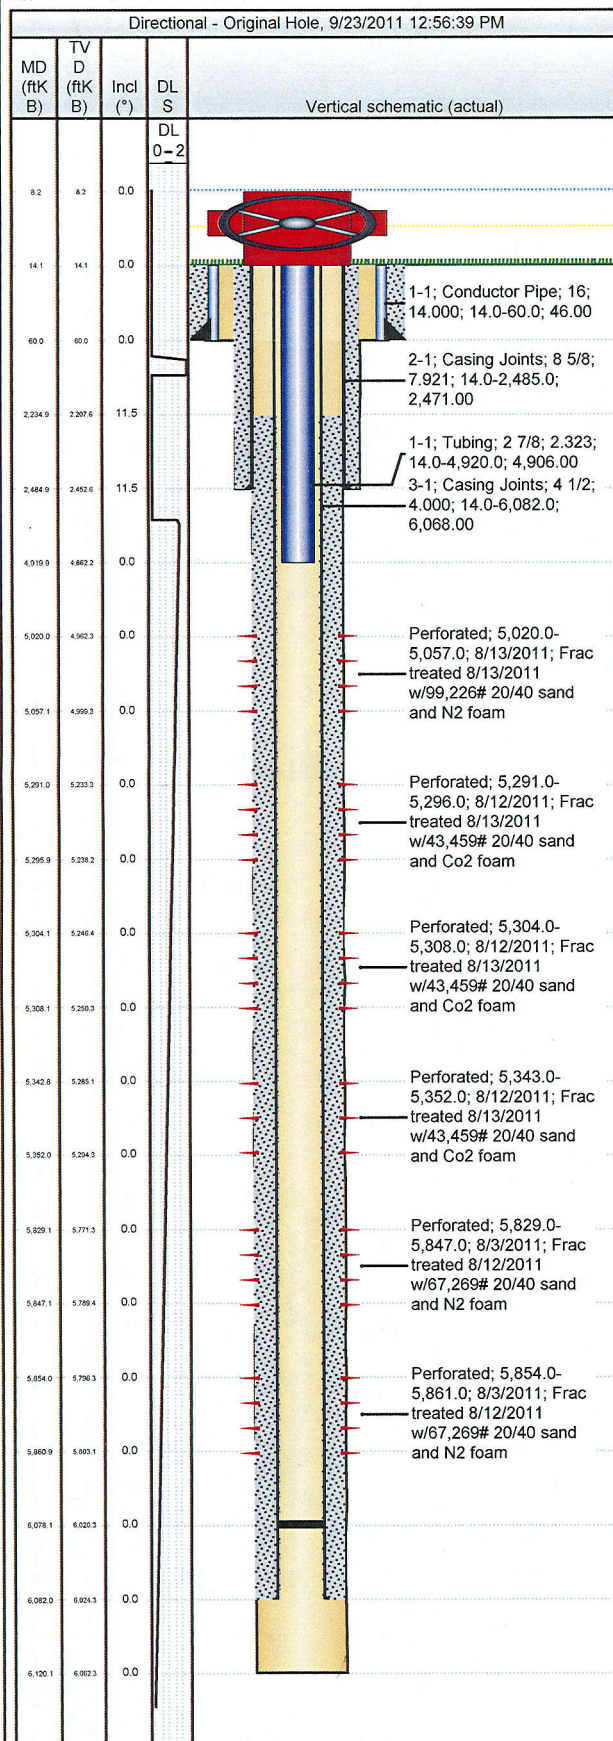 Directional - Original Hole, 9/23/2011 12:56:39 PM
MD (ftK B)
TV D (ftK B)
Incl (°)
DL S
Vertical schematic (actual)
DL
0-2
8.2 8.2 0.0
14.1 14.1 0.0
1-1; Conductor Pipe; 16;
14.000; 14.0-60.0; 46.00
60.0 60.0 0.0
2-1; Casing Joints; 8 5/8;
7.921; 14.0-2,485.0;
2,471.00
2,234.9 2,207.6 11.5
1-1; Tubing; 2 7/8; 2.323;
14.0-4,920.0; 4,906.00
3-1; Casing Joints; 4 1/2;
4.000; 14.0-6,082.0;
6,068.00
2,484.9 2,452.6 11.5
4,919.9 4,862.2 0.0
5,020.0 4,962.3 0.0
Perforated; 5,020.0-
5,057.0; 8/13/2011; Frac
treated 8/13/2011
w/99,226# 20/40 sand
and N2 foam
5,057.1 4,999.3 0.0
5,291.0 5,233.3 0.0
Perforated; 5,291.0-
5,296.0; 8/12/2011; Frac
treated 8/13/2011
w/43,459# 20/40 sand
and Co2 foam
5,295.9 5,238.2 0.0
5,304.1 5,246.4 0.0
Perforated; 5,304.0-
5,308.0; 8/12/2011; Frac
treated 8/13/2011
w/43,459# 20/40 sand
and Co2 foam
5,308.1 5,250.3 0.0
5,342.8 5,285.1 0.0
Perforated; 5,343.0-
5,352.0; 8/12/2011; Frac
treated 8/13/2011
w/43,459# 20/40 sand
and Co2 foam
5,352.0 5,294.3 0.0
5,829.1 5,771.3 0.0
Perforated; 5,829.0-
5,847.0; 8/3/2011; Frac
treated 8/12/2011
w/67,269# 20/40 sand
and N2 foam
5,847.1 5,789.4 0.0
5,854.0 5,796.3 0.0
Perforated; 5,854.0-
5,861.0; 8/3/2011; Frac
treated 8/12/2011
w/67,269# 20/40 sand
and N2 foam
5,860.9 5,803.1 0.0
6,078.1 6,020.3 0.0
6,082.0 6,024.3 0.0
6,120.1 6,062.3 0.0